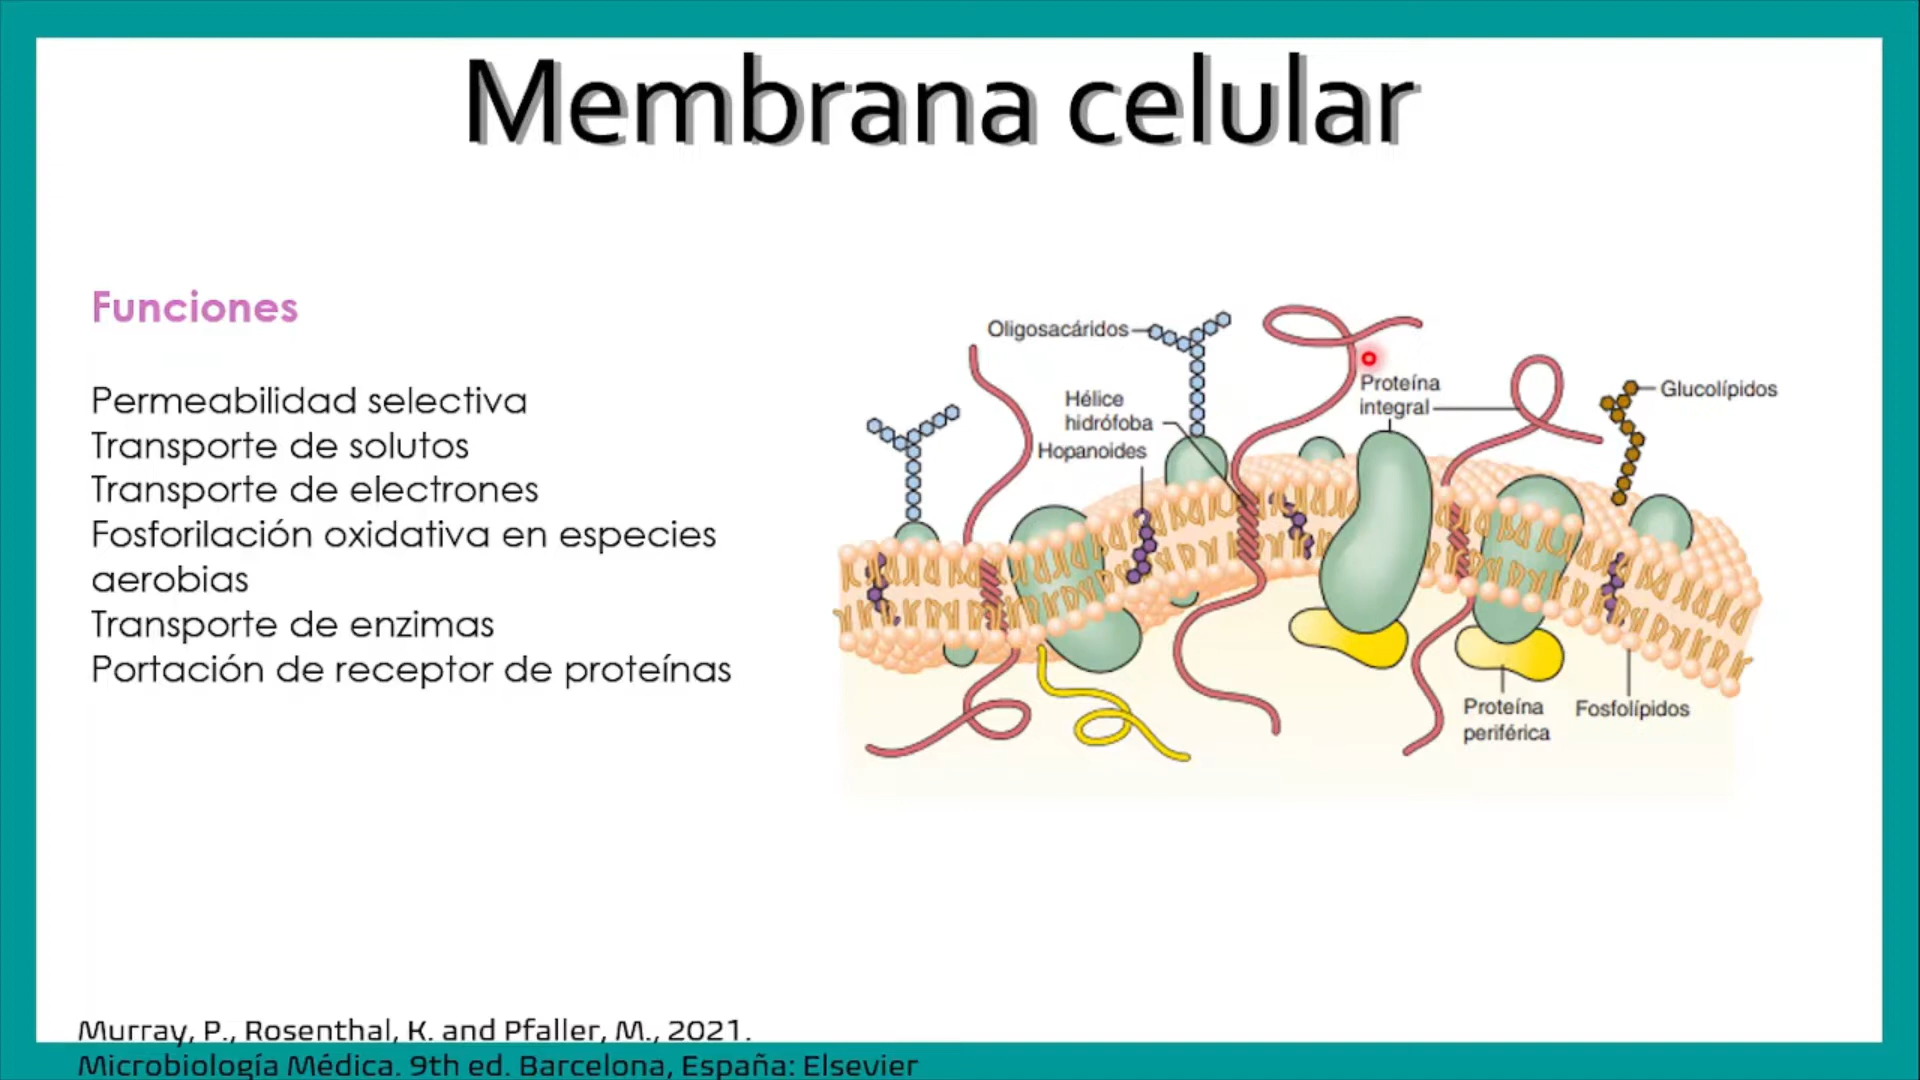 Membrana celular
Funciones
Permeabilidad selectiva
Transporte de solutos
Transporte de electrones
Fosforilación oxidativa en especies
aerobias
Transporte de enzimas
Portación de receptor de proteínas
Oligosacáridos
Hélice
hidrófoba
Hopanoides
Proteína
integral
Glucolípidos
Proteína
periférica
Fosfolípidos
Murray, P., Rosenthal, K. and Pfaller, M., 2021.
Microbiología Médica. 9th ed. Barcelona, España: Elsevier